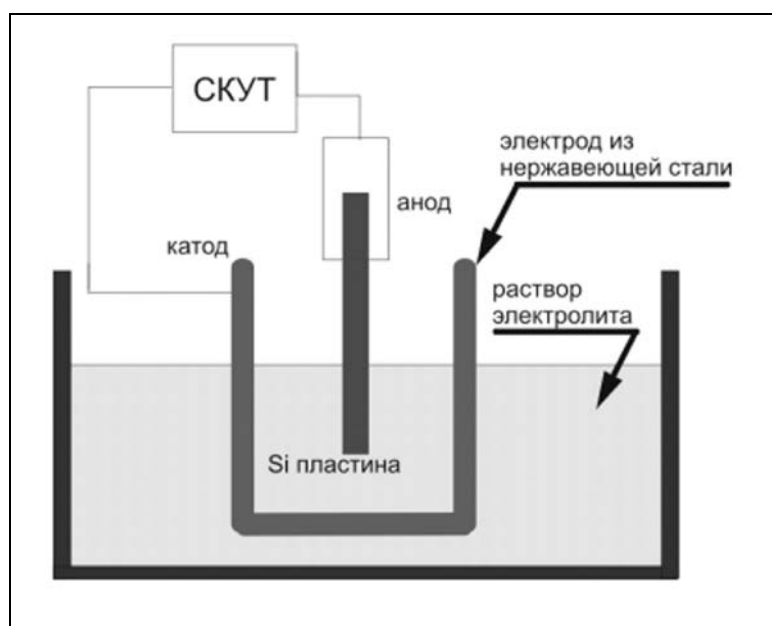 СКУТ
электрод из
нержавеющей стали
анод
катод
раствор
электролита
Si пластина